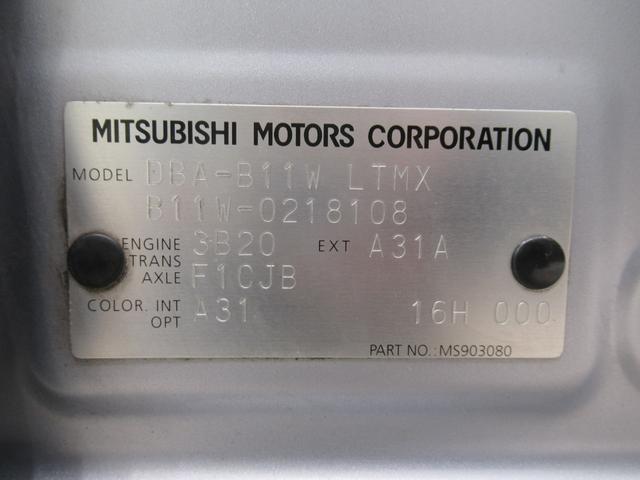 MITSUBISHI MOTORS CORPORATION
MODEL DBA-B11W LTMX
B11W-0218108
ENGINE 3B20 EXT A31A
TRANS
AXLE F1CJB
COLOR. INT A31 16H 000
OPT
PART NO.: MS903080